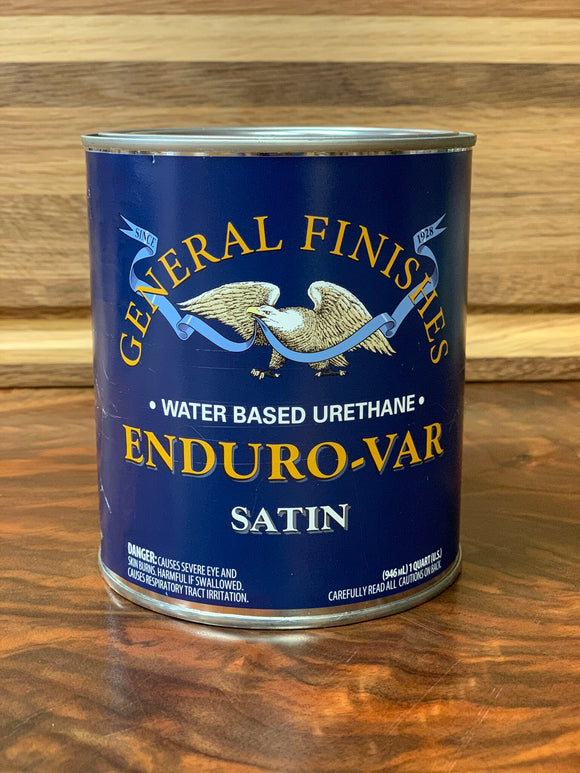 SINCE 1928
GENERAL FINISHES
• WATER BASED URETHANE •
ENDURO-VAR
SATIN
DANGER: CAUSES SEVERE EYE AND
SKIN BURNS. HARMFUL IF SWALLOWED.
CAUSES RESPIRATORY TRACT IRRITATION.
(946 mL) 1 QUART (U.S.)
CAREFULLY READ ALL CAUTIONS ON BACK.